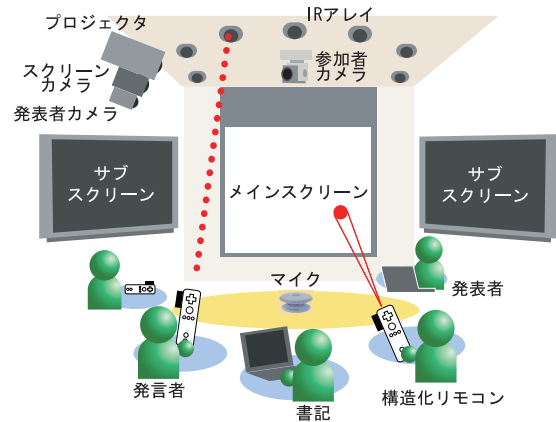 プロジェクタ
IRアレイ
スクリーン
カメラ
参加者
カメラ
発表者カメラ
サブ
スクリーン
メインスクリーン
サブ
スクリーン
マイク
発表者
発言者
書記
構造化リモコン